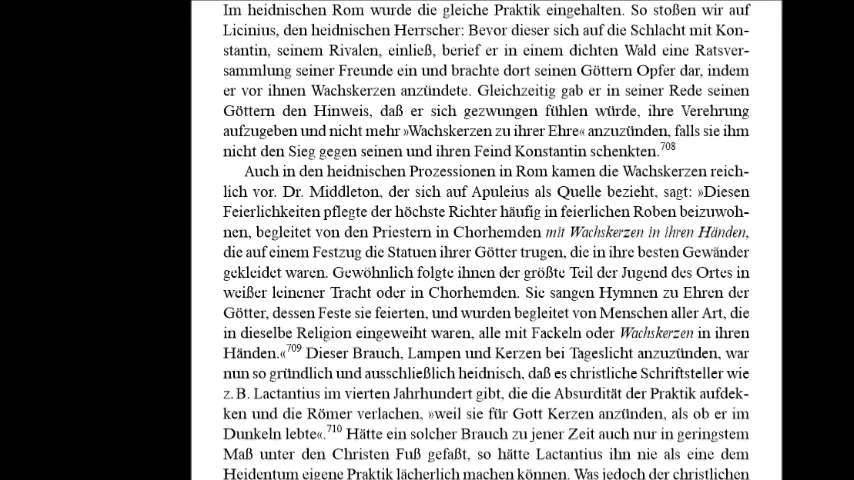 Im heidnischen Rom wurde die gleiche Praktik eingehalten. So stoßen wir auf
Licinius, den heidnischen Herrscher: Bevor dieser sich auf die Schlacht mit Kon-
stantin, seinem Rivalen, einließ, berief er in einem dichten Wald eine Ratsver-
sammlung seiner Freunde ein und brachte dort seinen Göttern Opfer dar, indem
er vor ihnen Wachskerzen anzündete. Gleichzeitig gab er in seiner Rede seinen
Göttern den Hinweis, daß er sich gezwungen fühlen würde, ihre Verehrung
aufzugeben und nicht mehr »Wachskerzen zu ihrer Ehre« anzuzünden, falls sie ihm
nicht den Sieg gegen seinen und ihren Feind Konstantin schenkten.708
Auch in den heidnischen Prozessionen in Rom kamen die Wachskerzen reich-
lich vor. Dr. Middleton, der sich auf Apuleius als Quelle bezieht, sagt: »Diesen
Feierlichkeiten pflegte der höchste Richter häufig in feierlichen Roben beizuwoh-
nen, begleitet von den Priestern in Chorhemden mit Wachskerzen in ihren Händen,
die auf einem Festzug die Statuen ihrer Götter trugen, die in ihre besten Gewänder
gekleidet waren. Gewöhnlich folgte ihnen der größte Teil der Jugend des Ortes in
weißer leinener Tracht oder in Chorhemden. Sie sangen Hymnen zu Ehren der
Götter, dessen Feste sie feierten, und wurden begleitet von Menschen aller Art, die
in dieselbe Religion eingeweiht waren, alle mit Fackeln oder Wachskerzen in ihren
Händen.«709 Dieser Brauch, Lampen und Kerzen bei Tageslicht anzuzünden, war
nun so gründlich und ausschließlich heidnisch, daß es christliche Schriftsteller wie
z. B. Lactantius im vierten Jahrhundert gibt, die die Absurdität der Praktik aufdek-
ken und die Römer verlachen, »weil sie für Gott Kerzen anzünden, als ob er im
Dunkeln lebte«.710 Hätte ein solcher Brauch zu jener Zeit auch nur in geringstem
Maß unter den Christen Fuß gefaßt, so hätte Lactantius ihn nie als eine dem
Heidentum eigene Praktik lächerlich machen können. Was jedoch der christlichen